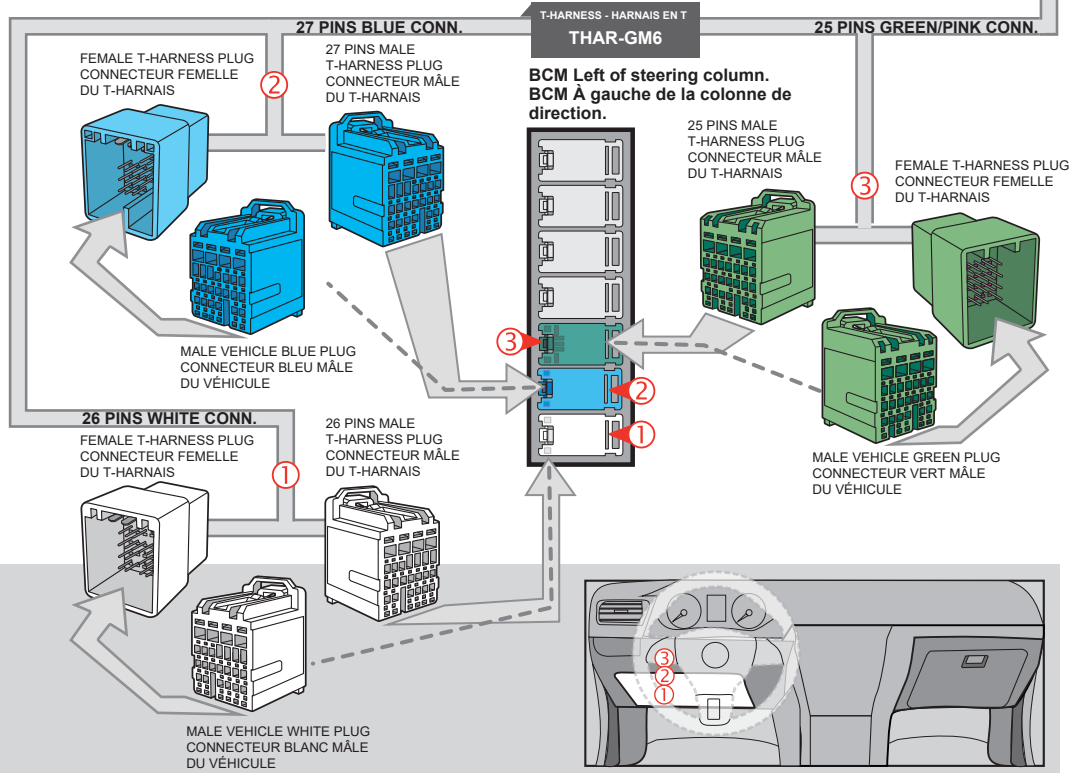 T-HARNESS - HARNAIS EN T
THAR-GM6
27 PINS BLUE CONN.
25 PINS GREEN/PINK CONN.
FEMALE T-HARNESS PLUG
CONNECTEUR FEMELLE
DU T-HARNAIS
2
27 PINS MALE
T-HARNESS PLUG
CONNECTEUR MÂLE
DU T-HARNAIS
BCM Left of steering column.
BCM À gauche de la colonne de
direction.
25 PINS MALE
T-HARNESS PLUG
CONNECTEUR MÂLE
DU T-HARNAIS
3
FEMALE T-HARNESS PLUG
CONNECTEUR FEMELLE
DU T-HARNAIS
MALE VEHICLE BLUE PLUG
CONNECTEUR BLEU MÂLE
DU VÉHICULE
3
2
1
MALE VEHICLE GREEN PLUG
CONNECTEUR VERT MÂLE
DU VÉHICULE
26 PINS WHITE CONN.
FEMALE T-HARNESS PLUG
CONNECTEUR FEMELLE
DU T-HARNAIS
1
26 PINS MALE
T-HARNESS PLUG
CONNECTEUR MÂLE
DU T-HARNAIS
MALE VEHICLE WHITE PLUG
CONNECTEUR BLANC MÂLE
DU VÉHICULE
3
2
1